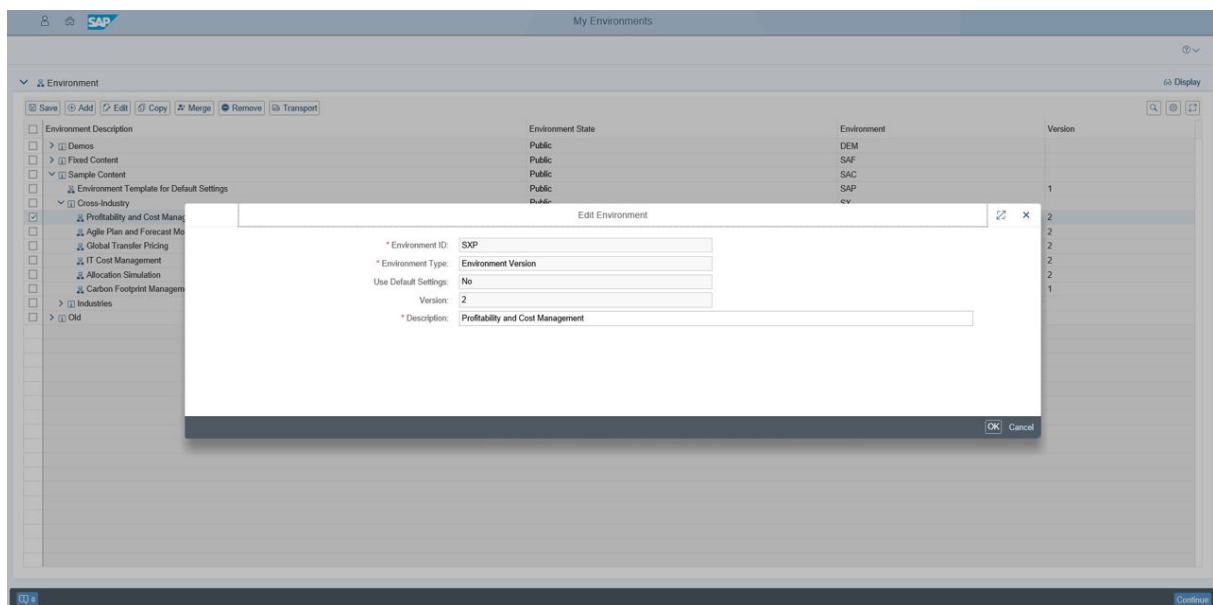 SAP My Environments
Environment Display
Save Add Edit Copy Merge Remove Transport
Environment Description Environment State Environment Version
Demos Public DEM
Fixed Content Public SAF
Sample Content Public SAC
Environment Template for Default Settings Public SAP 1
Cross-Industry Public SX
Profitability and Cost Manag 2
Agile Plan and Forecast Mo 2
Global Transfer Pricing 2
IT Cost Management 2
Allocation Simulation 2
Carbon Footprint Managem 1
Industries
Old
Edit Environment
* Environment ID: SXP
* Environment Type: Environment Version
Use Default Settings: No
Version: 2
* Description: Profitability and Cost Management
OK Cancel
Continue